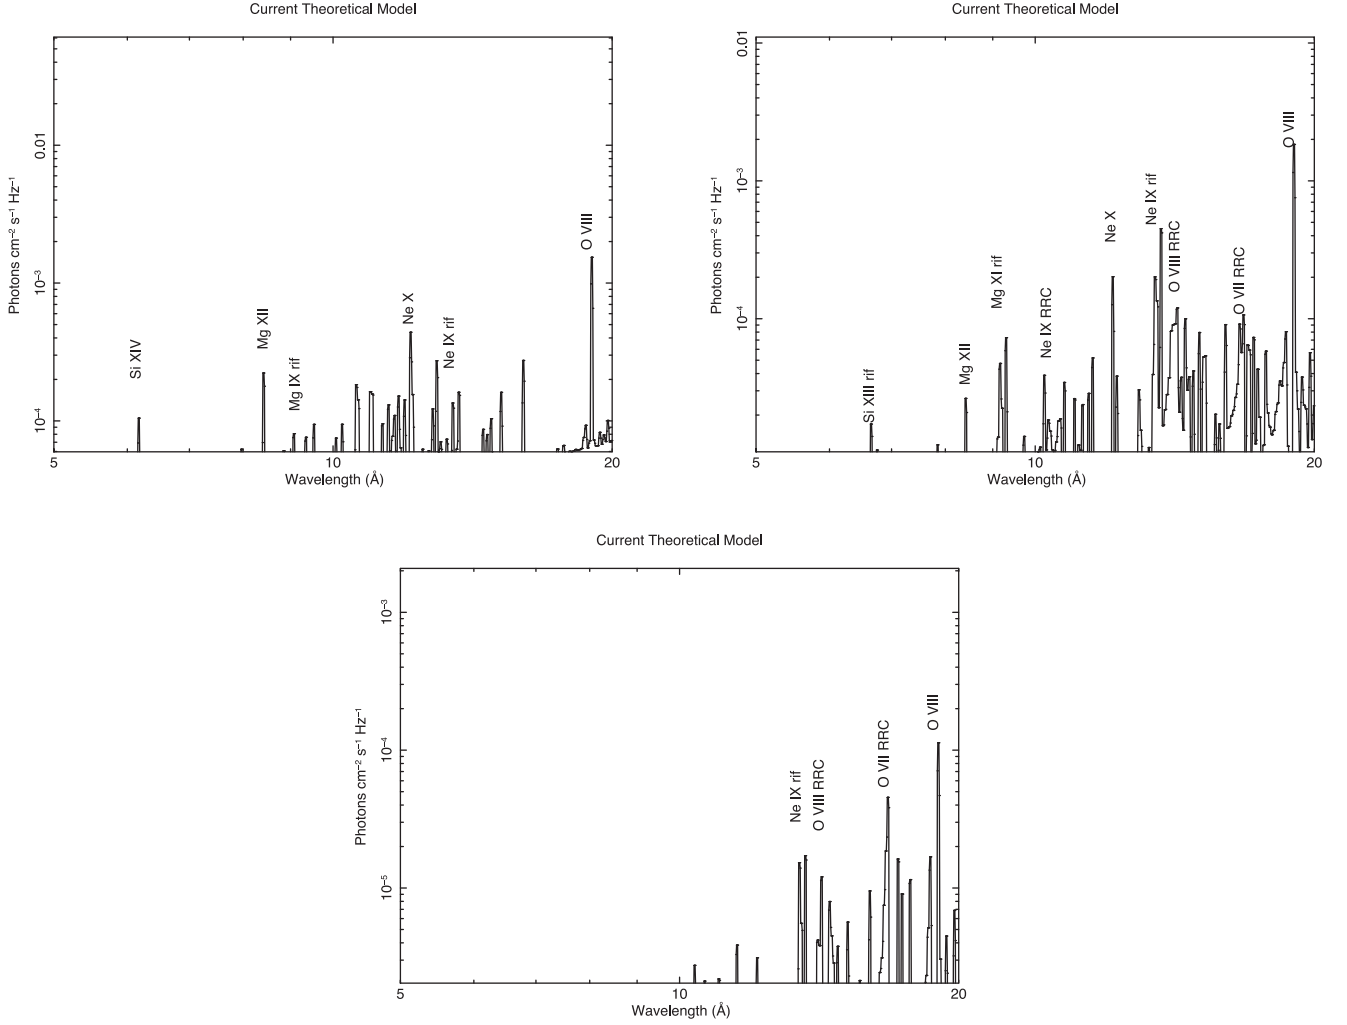 Current Theoretical Model
Photons cm⁻² s⁻¹ Hz⁻¹
0.01
10⁻³
10⁻⁴
Si XIV
Mg XII
Mg IX rif
Ne X
Ne IX rif
O VIII
5
10
20
Wavelength (Å)
Current Theoretical Model
Photons cm⁻² s⁻¹ Hz⁻¹
0.01
10⁻³
10⁻⁴
Si XIII rif
Mg XII
Mg XI rif
Ne IX RRC
Ne X
Ne IX rif
O VIII RRC
O VII RRC
O VIII
5
10
20
Wavelength (Å)
Current Theoretical Model
Photons cm⁻² s⁻¹ Hz⁻¹
10⁻³
10⁻⁴
10⁻⁵
Ne IX rif
O VIII RRC
O VII RRC
O VIII
5
10
20
Wavelength (Å)